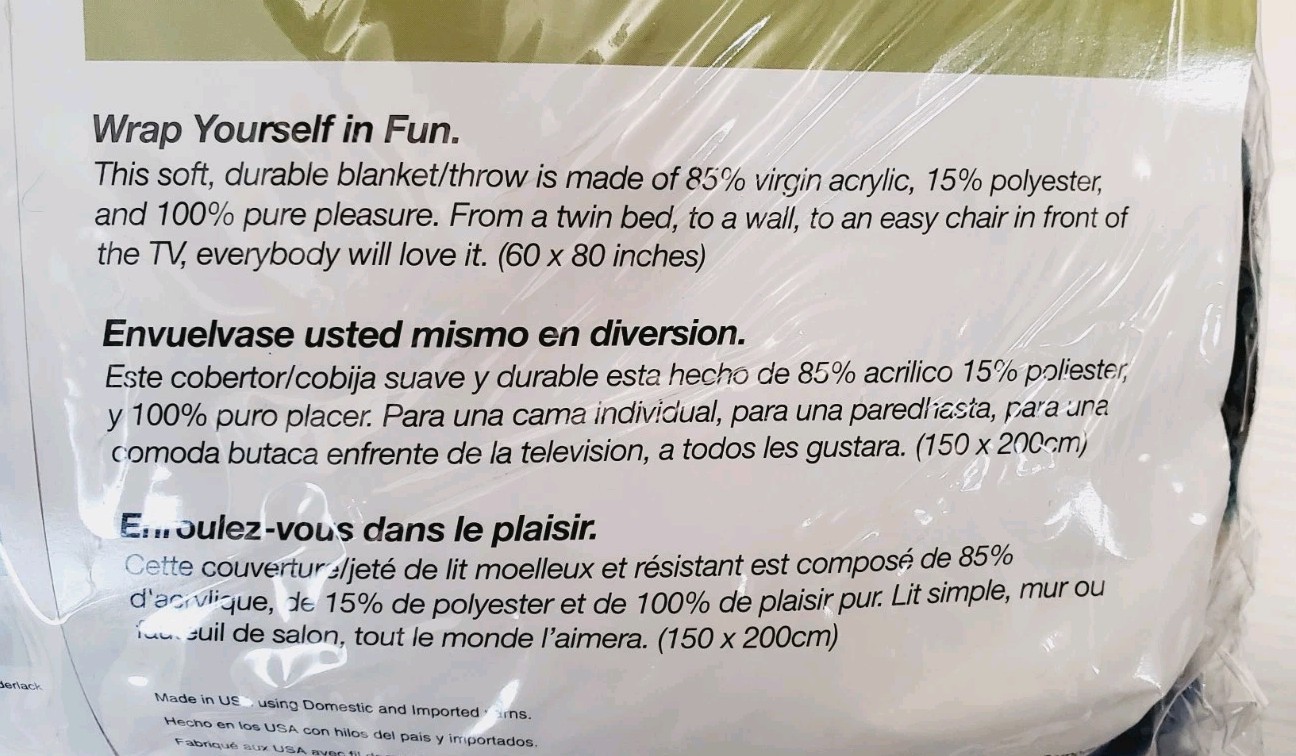 Wrap Yourself in Fun.
This soft, durable blanket/throw is made of 85% virgin acrylic, 15% polyester,
and 100% pure pleasure. From a twin bed, to a wall, to an easy chair in front of
the TV, everybody will love it. (60 x 80 inches)
Envuelvase usted mismo en diversion.
Este cobertor/cobija suave y durable esta hecho de 85% acrilico 15% poliester,
y 100% puro placer. Para una cama individual, para una paredhasta, para una
comoda butaca enfrente de la television, a todos les gustara. (150 x 200cm)
Enroulez-vous dans le plaisir.
Cette couverture/jeté de lit moelleux et résistant est composé de 85%
d'acrylique, de 15% de polyester et de 100% de plaisir pur. Lit simple, mur ou
fauteuil de salon, tout le monde l'aimera. (150 x 200cm)
Made in USA using Domestic and Imported yarns.
Hecho en los USA con hilos del pais y importados.
Fabriqué aux USA avec